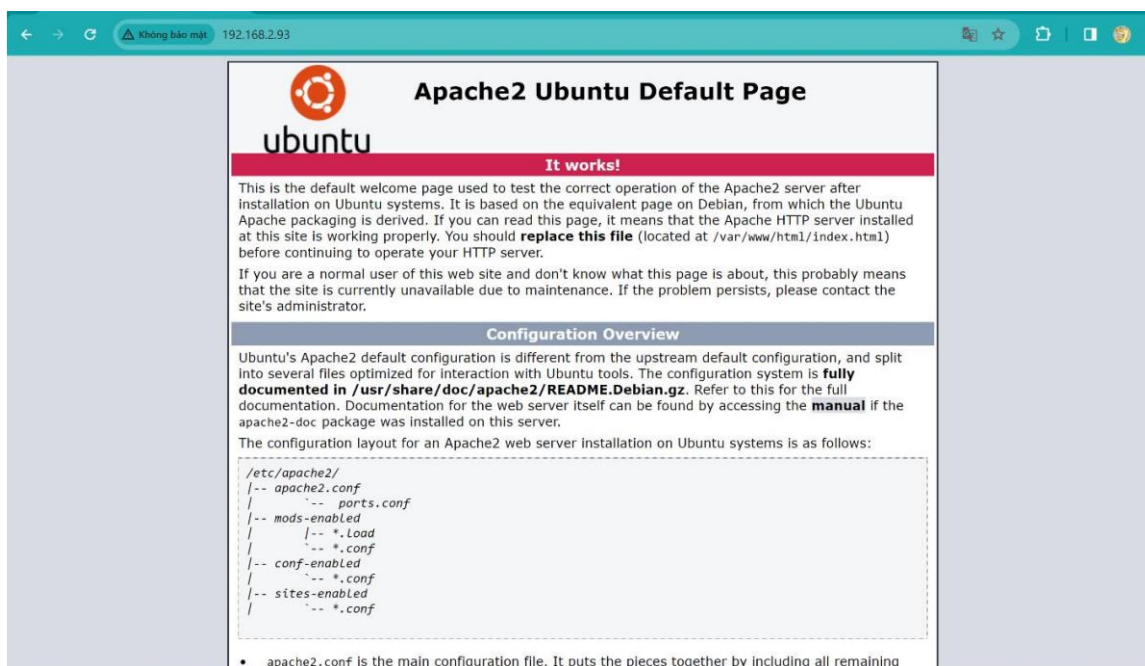 Không bảo mật 192.168.2.93
ubuntu
Apache2 Ubuntu Default Page
It works!
This is the default welcome page used to test the correct operation of the Apache2 server after
installation on Ubuntu systems. It is based on the equivalent page on Debian, from which the Ubuntu
Apache packaging is derived. If you can read this page, it means that the Apache HTTP server installed
at this site is working properly. You should replace this file (located at /var/www/html/index.html)
before continuing to operate your HTTP server.
If you are a normal user of this web site and don't know what this page is about, this probably means
that the site is currently unavailable due to maintenance. If the problem persists, please contact the
site's administrator.
Configuration Overview
Ubuntu's Apache2 default configuration is different from the upstream default configuration, and split
into several files optimized for interaction with Ubuntu tools. The configuration system is fully
documented in /usr/share/doc/apache2/README.Debian.gz. Refer to this for the full
documentation. Documentation for the web server itself can be found by accessing the manual if the
apache2-doc package was installed on this server.
The configuration layout for an Apache2 web server installation on Ubuntu systems is as follows:
/etc/apache2/
|-- apache2.conf
|       `--  ports.conf
|-- mods-enabled
|       |-- *.load
|       `-- *.conf
|-- conf-enabled
|       `-- *.conf
|-- sites-enabled
|       `-- *.conf
• apache2.conf is the main configuration file. It puts the pieces together by including all remaining